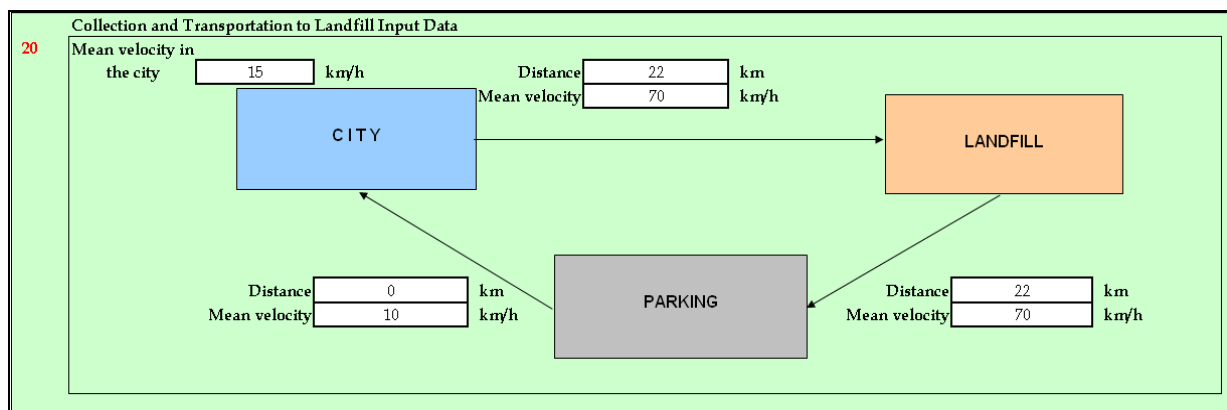 Collection and Transportation to Landfill Input Data
20
Mean velocity in
the city 15 km/h
Distance 22 km
Mean velocity 70 km/h
C I T Y
LANDFILL
Distance 0 km
Mean velocity 10 km/h
PARKING
Distance 22 km
Mean velocity 70 km/h